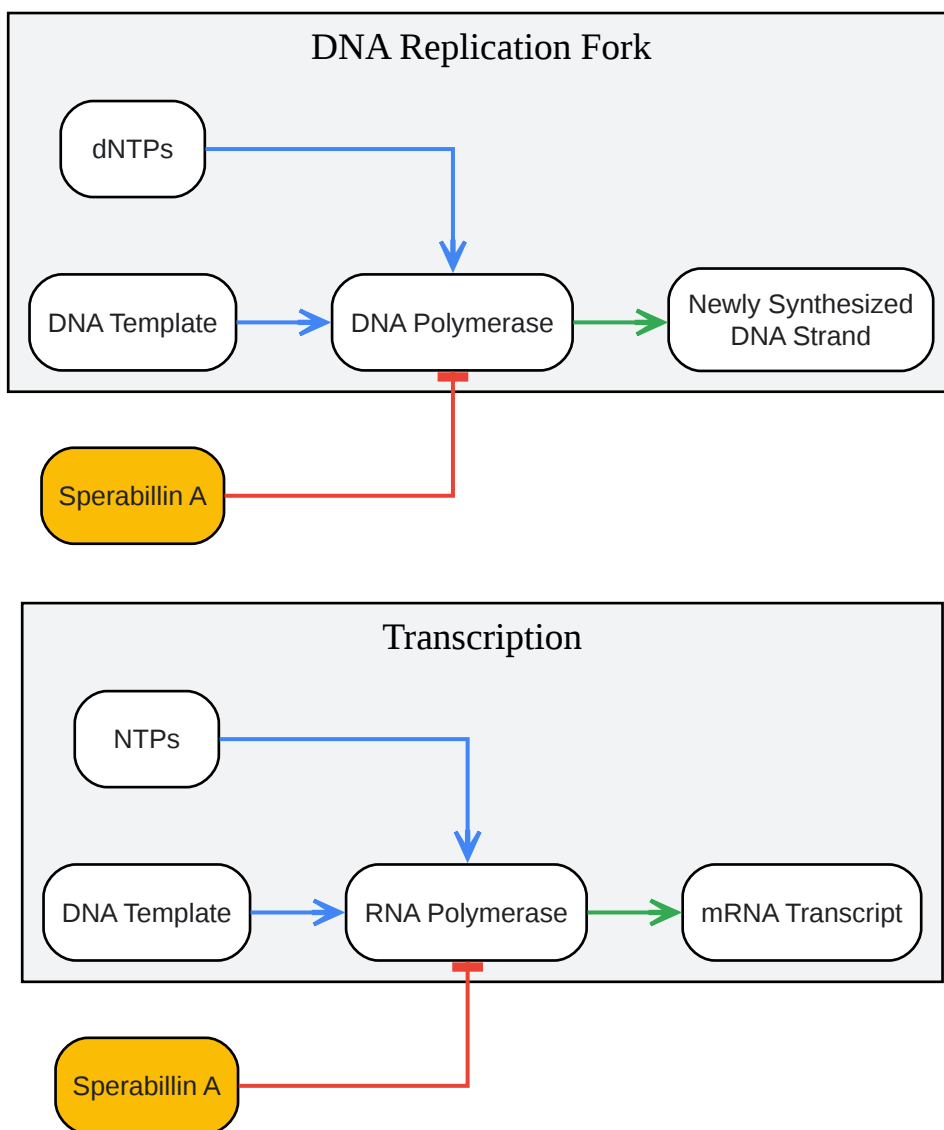 DNA Replication Fork
dNTPs
DNA Template
DNA Polymerase
Newly Synthesized
DNA Strand
Sperabillin A
Transcription
NTPs
DNA Template
RNA Polymerase
mRNA Transcript
Sperabillin A